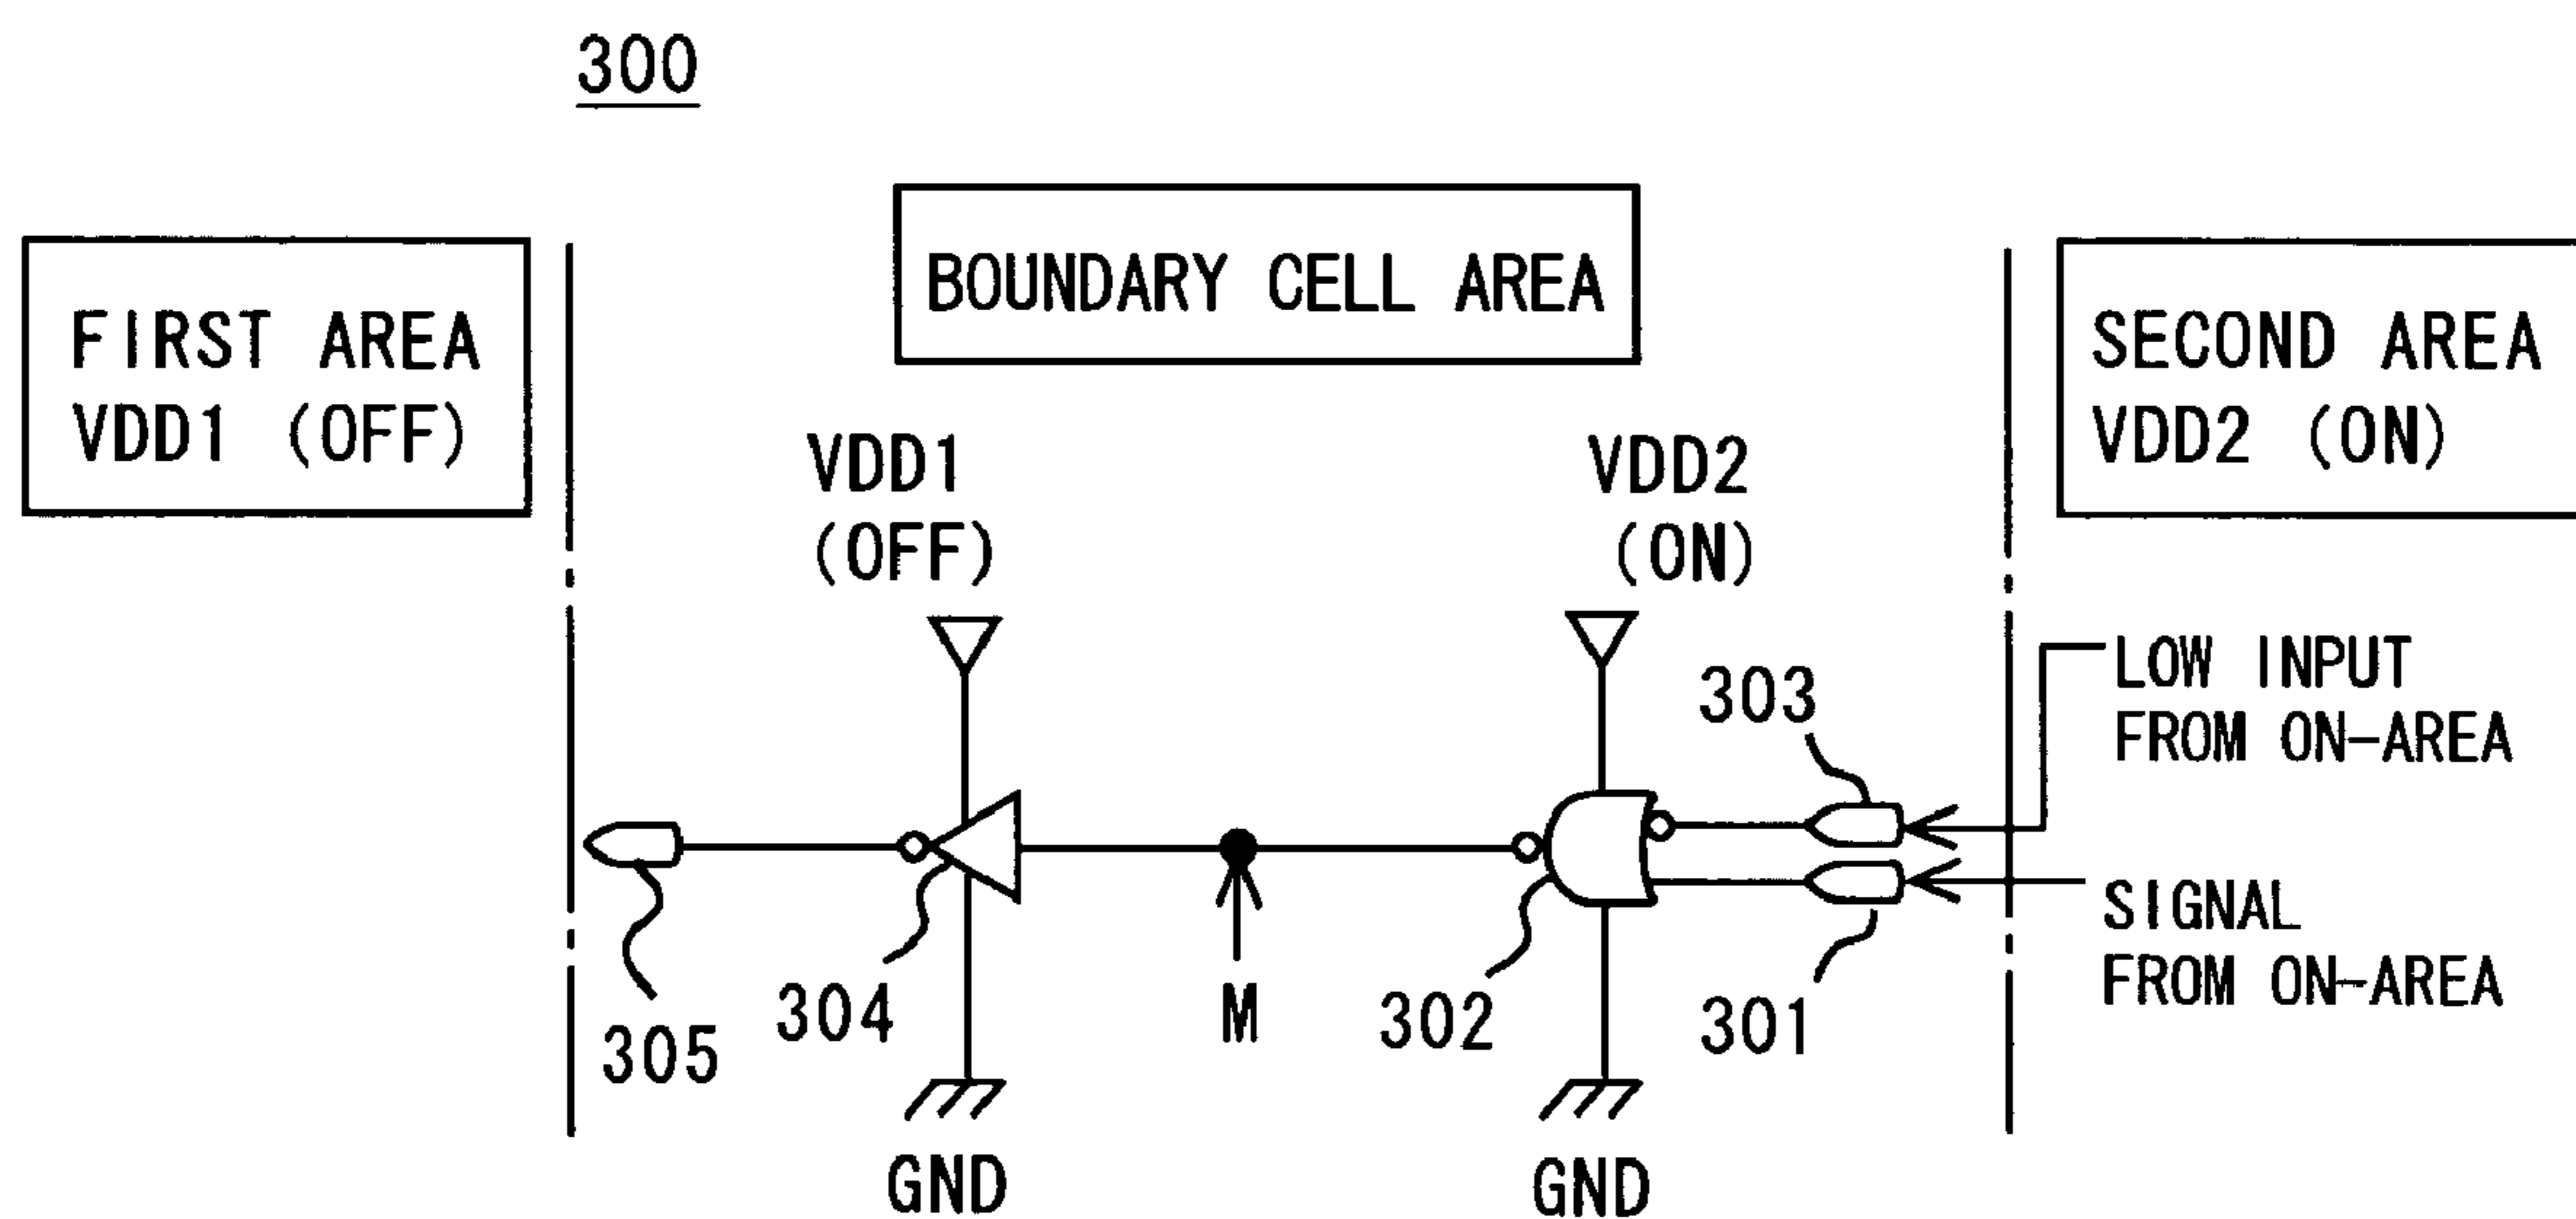 300
BOUNDARY CELL AREA
FIRST AREA
VDD1 (OFF)
SECOND AREA
VDD2 (ON)
VDD1
(OFF)
VDD2
(ON)
303
LOW INPUT
FROM ON-AREA
SIGNAL
FROM ON-AREA
305
304
M
302
301
GND
GND